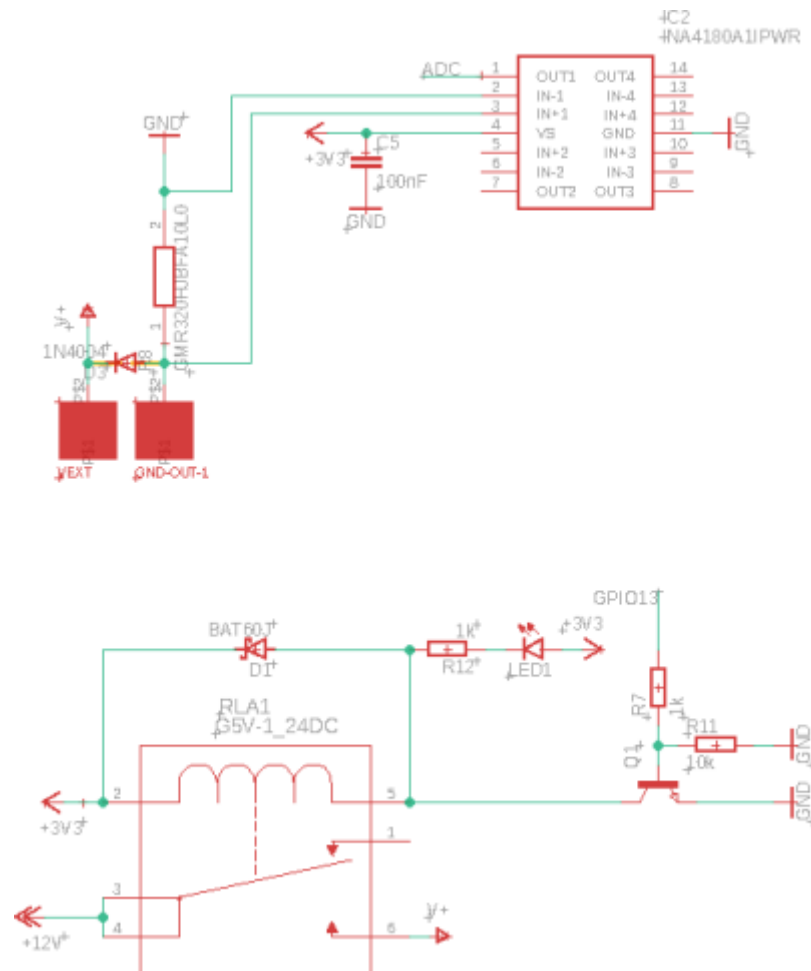 IC2
INA4180A1IPWR
ADC
1 OUT1 OUT4 14
2 IN-1 IN-4 13
3 IN+1 IN+4 12
4 VS GND 11
5 IN+2 IN+3 10
6 IN-2 IN-3 9
7 OUT2 OUT3 8
GND
+3V3
C5
100nF
GND
GND
2
1
V+
1N4004
D3
R8
VEXT
GND-OUT-1
GPIO13
BAT60J
D1
1k
R12
+3V3
LED1
R7
1k
R11
10k
GND
Q1
GND
RLA1
G5V-1_24DC
2
5
+3V3
1
3
4
6
+12V
V+